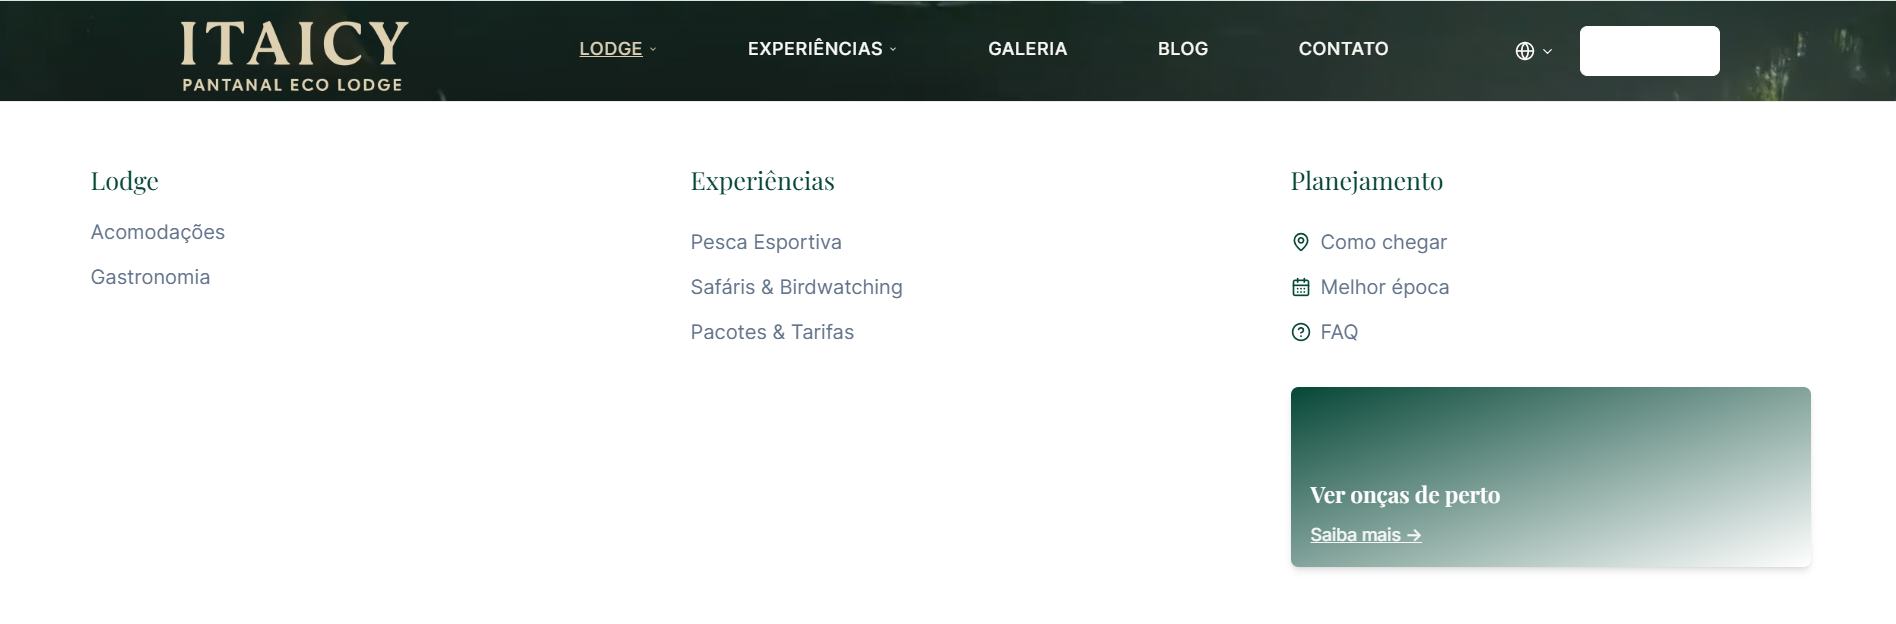 ITAICY
PANTANAL ECO LODGE
LODGE
EXPERIÊNCIAS
GALERIA
BLOG
CONTATO
Lodge
Acomodações
Gastronomia
Experiências
Pesca Esportiva
Safáris & Birdwatching
Pacotes & Tarifas
Planejamento
Como chegar
Melhor época
FAQ
Ver onças de perto
Saiba mais →